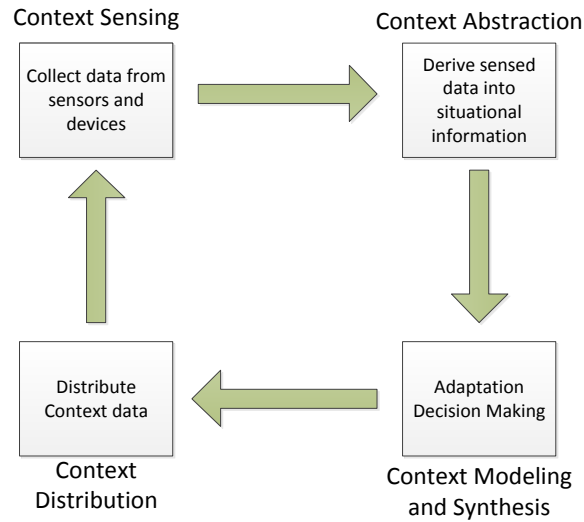 Context Sensing
Collect data from
sensors and
devices
Context Abstraction
Derive sensed
data into
situational
information
Distribute
Context data
Context
Distribution
Adaptation
Decision Making
Context Modeling
and Synthesis